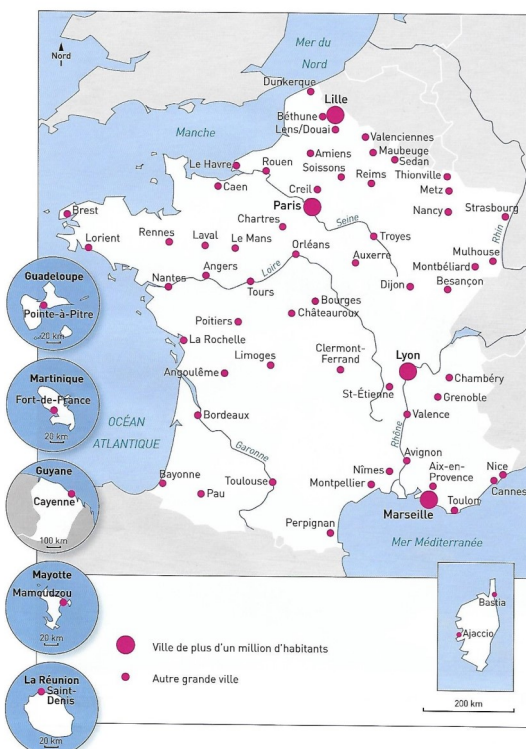 Nord
Mer du
Nord
Dunkerque
Lille
Béthune
Lens/Douai
Manche
Valenciennes
Maubeuge
Sedan
Amiens
Soissons
Le Havre
Rouen
Reims
Thionville
Caen
Creil
Metz
Paris
Brest
Nancy
Strasbourg
Chartres
Seine
Rhin
Rennes
Laval
Le Mans
Troyes
Lorient
Orléans
Mulhouse
Auxerre
Montbéliard
Angers
Loire
Besançon
Nantes
Tours
Dijon
Guadeloupe
Pointe-à-Pitre
20 km
Bourges
Châteauroux
Poitiers
La Rochelle
Limoges
Clermont-
Ferrand
Lyon
Angoulême
Chambéry
St-Étienne
Grenoble
Martinique
Fort-de-France
20 km
OCÉAN
ATLANTIQUE
Bordeaux
Valence
Rhône
Garonne
Avignon
Guyane
Cayenne
100 km
Bayonne
Pau
Toulouse
Nîmes
Montpellier
Aix-en-
Provence
Nice
Cannes
Toulon
Marseille
Perpignan
Mer Méditerranée
Mayotte
Mamoudzou
20 km
Bastia
Ajaccio
Ville de plus d'un million d'habitants
Autre grande ville
La Réunion
Saint-
Denis
20 km
200 km